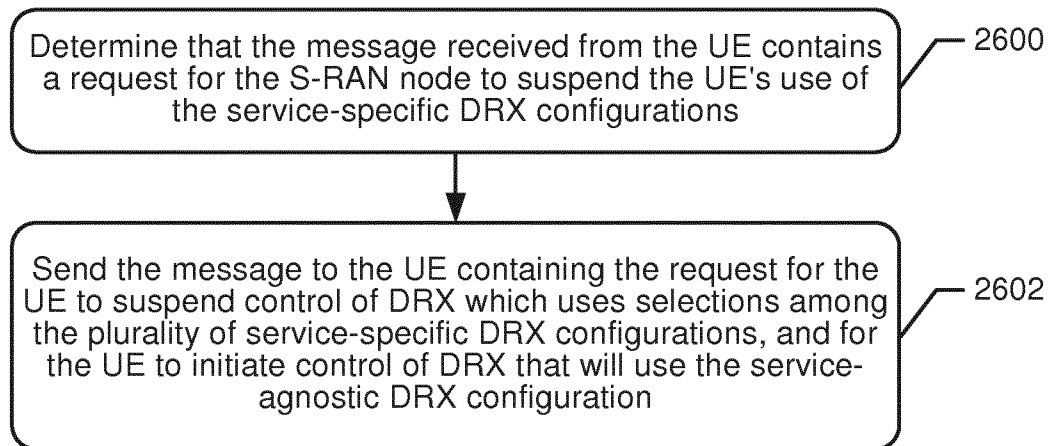 Determine that the message received from the UE contains
a request for the S-RAN node to suspend the UE's use of
the service-specific DRX configurations
2600
Send the message to the UE containing the request for the
UE to suspend control of DRX which uses selections among
the plurality of service-specific DRX configurations, and for
the UE to initiate control of DRX that will use the service-
agnostic DRX configuration
2602